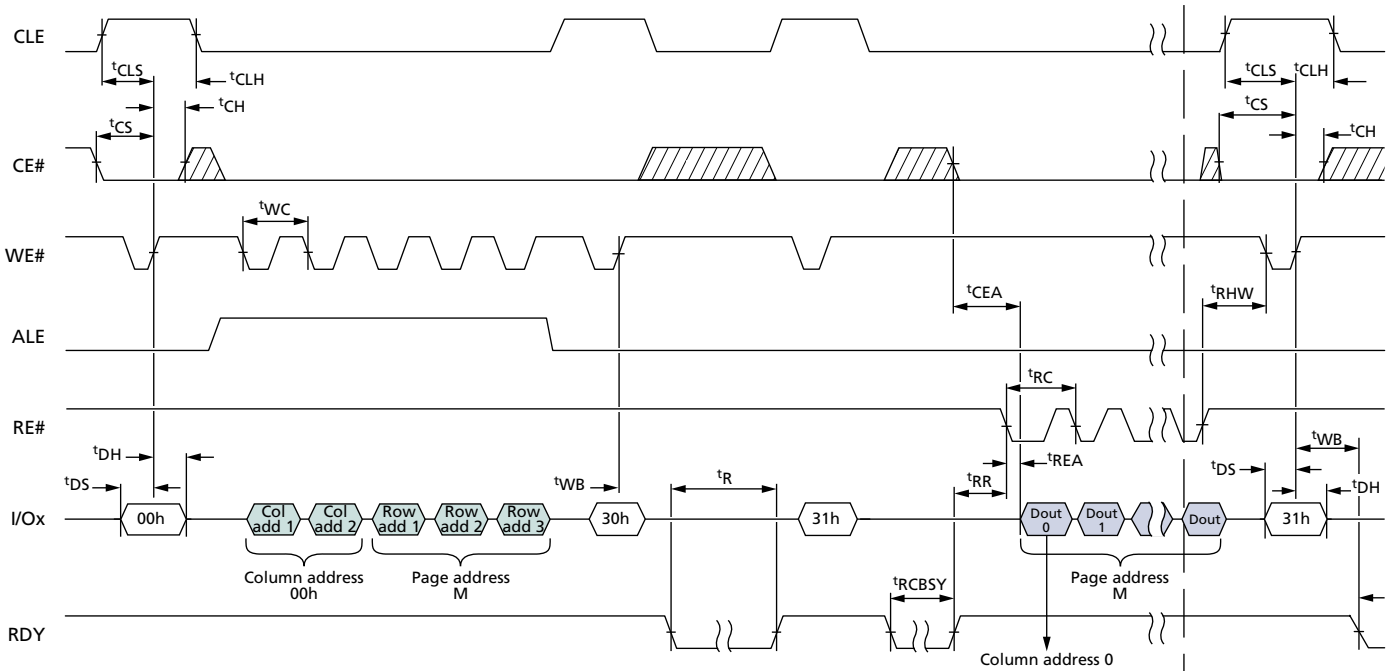 CLE
tCLS
tCLH
tCLS
tCLH
tCH
tCS
tCS
tCH
CE#
tWC
WE#
tCEA
tRHW
ALE
tRC
RE#
tDH
tREA
tWB
tDS
tWB
tR
tRR
tDS
tDH
I/Ox
00h
Col add 1
Col add 2
Row add 1
Row add 2
Row add 3
30h
31h
Dout 0
Dout 1
Dout
31h
Column address
00h
Page address
M
tRCBSY
Page address
M
RDY
Column address 0